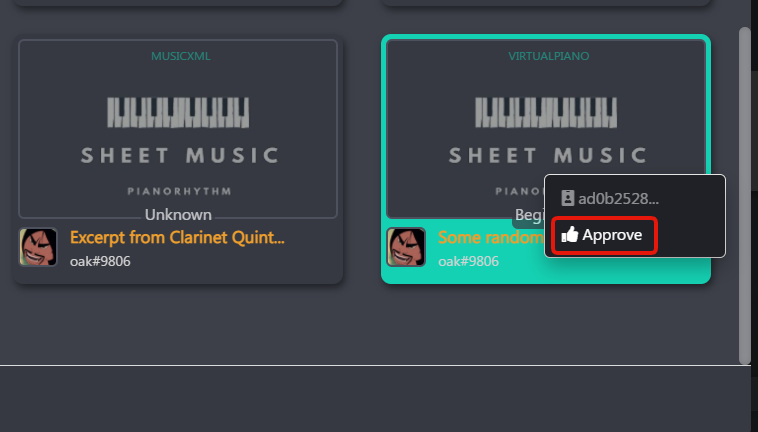 MUSICXML
SHEET MUSIC
PIANORHYTHM
Unknown
Excerpt from Clarinet Quint...
oak#9806
VIRTUALPIANO
SHEET MUSIC
PIANORH
Begi
Some random
oak#9806
ad0b2528...
Approve